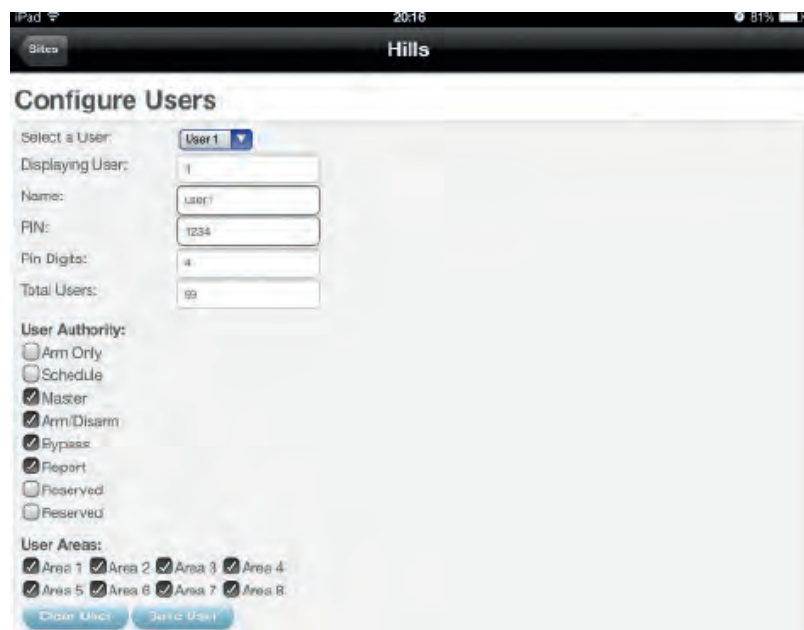 iPad 20:16 81%
Sites Hills
Configure Users
Select a User: User 1
Displaying User: 1
Name: user1
PIN: 1234
Pin Digits: 4
Total Users: 99
User Authority:
Arm Only
Schedule
Master
Arm/Disarm
Bypass
Report
Reserved
Reserved
User Areas:
Area 1 Area 2 Area 3 Area 4
Area 5 Area 6 Area 7 Area 8
Clear User Save User